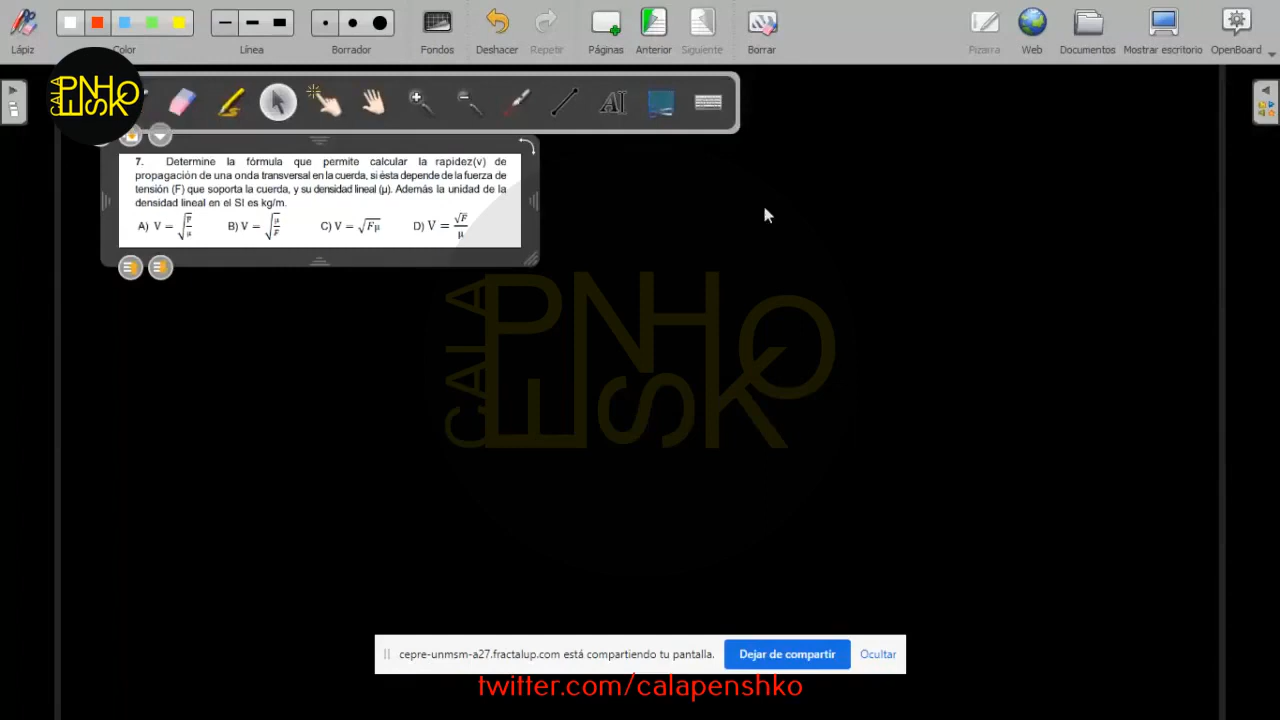 Lápiz Color Línea Borrador Fondos Deshacer Repetir Páginas Anterior Siguiente Borrar Pizarra Web Documentos Mostrar escritorio OpenBoard
CALA PENSHKO
7. Determine la fórmula que permite calcular la rapidez(v) de
propagación de una onda transversal en la cuerda, si ésta depende de la fuerza de
tensión (F) que soporta la cuerda, y su densidad lineal (μ). Además la unidad de la
densidad lineal en el SI es kg/m.
A) V = √(F/μ) B) V = √(μ/F) C) V = √Fμ D) V = √F/μ
CALA PENSHKO
cepre-unmsm-a27.fractalup.com está compartiendo tu pantalla. Dejar de compartir Ocultar
twitter.com/calapenshko